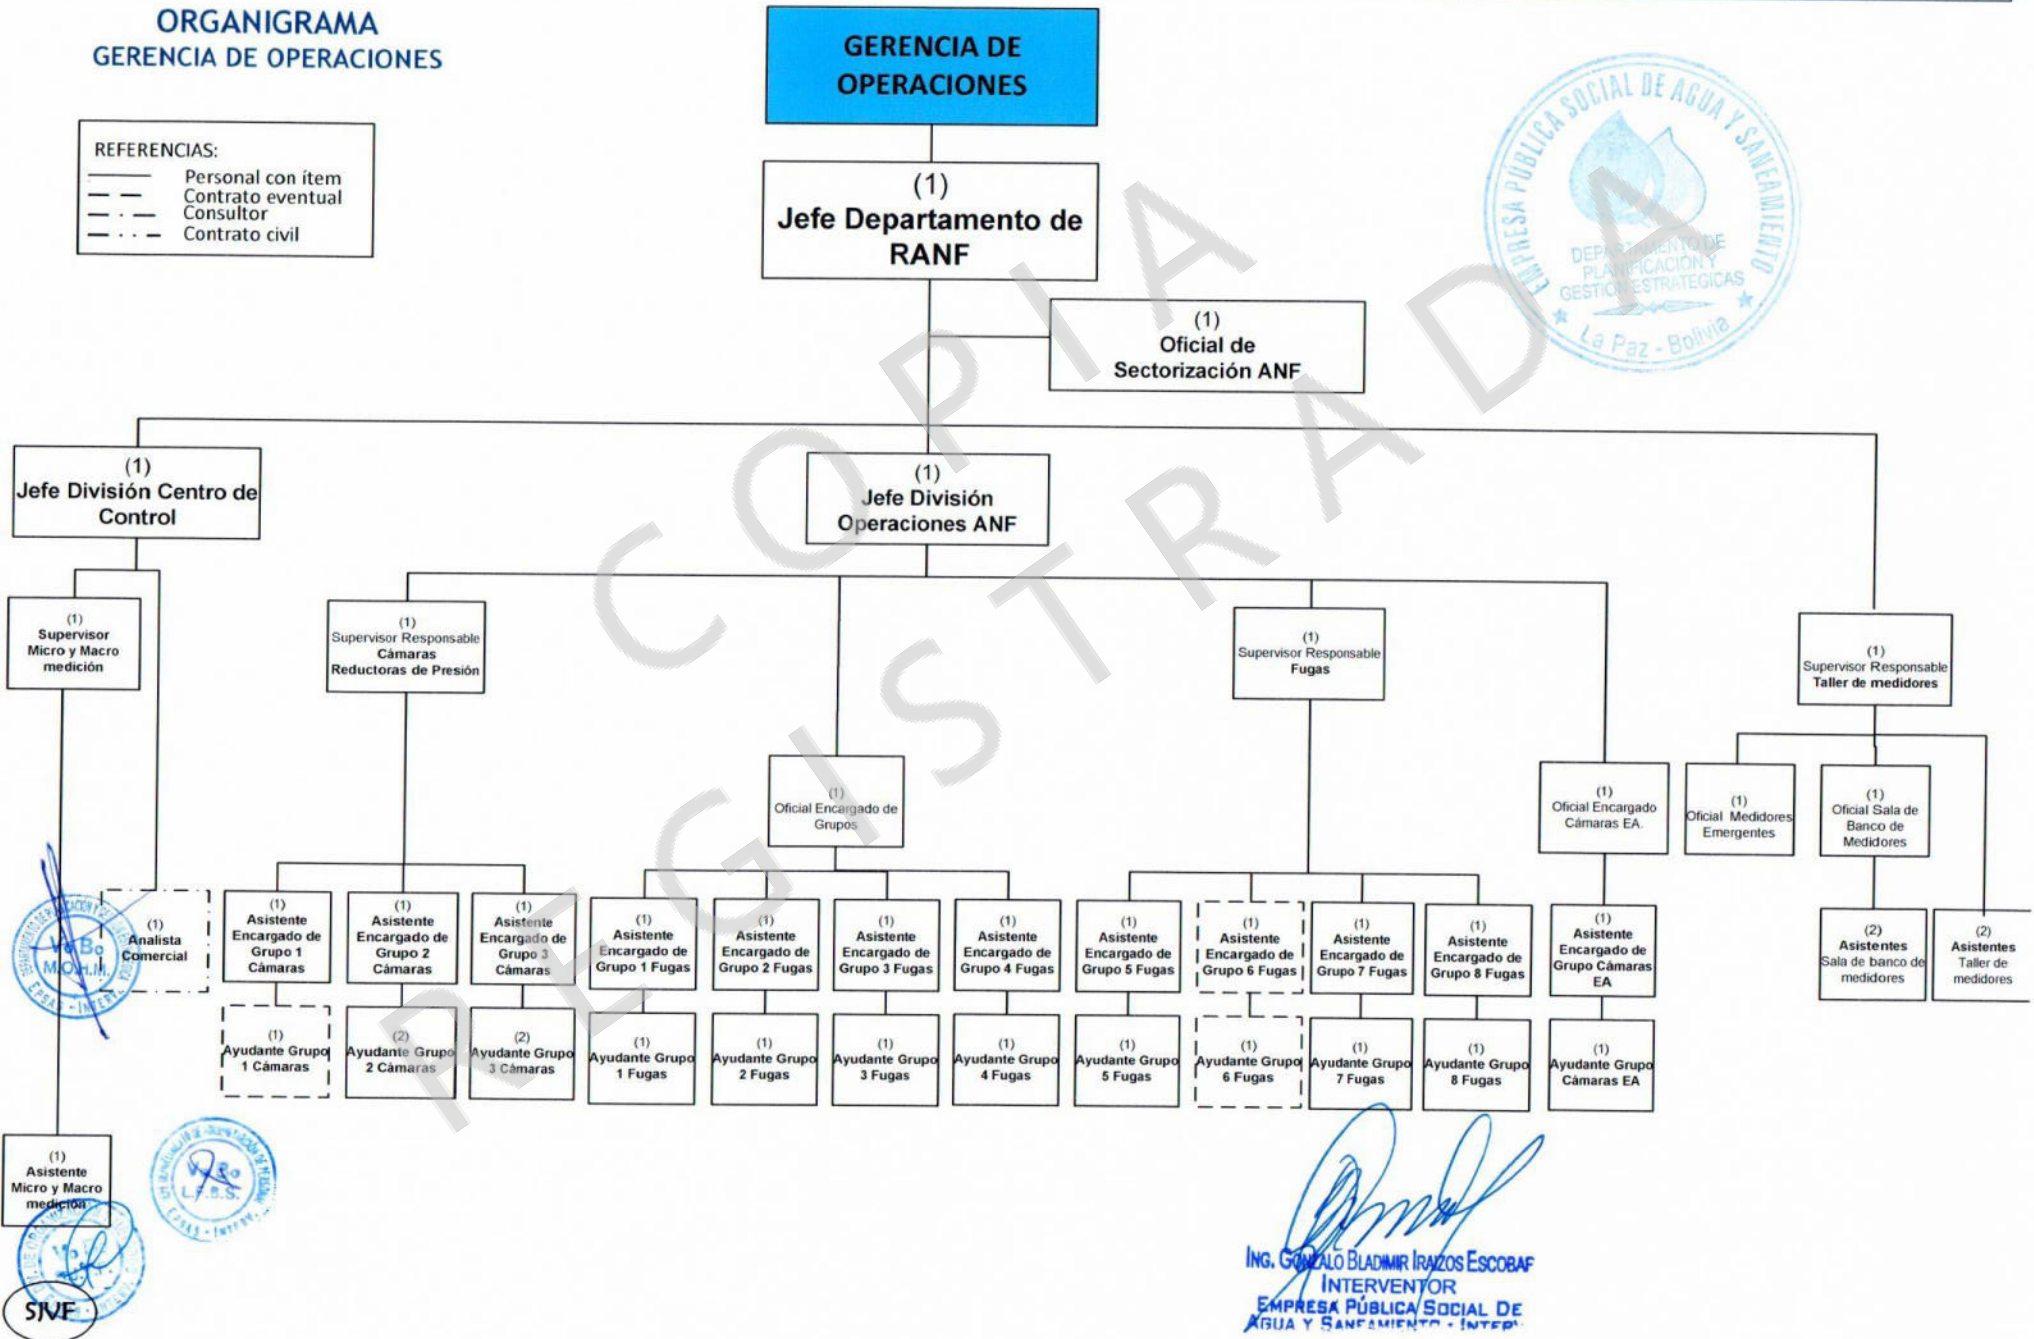 ORGANIGRAMA
GERENCIA DE OPERACIONES
REFERENCIAS:
Personal con ítem
Contrato eventual
Consultor
Contrato civil
GERENCIA DE
OPERACIONES
(1)
Jefe Departamento de
RANF
(1)
Oficial de
Sectorización ANF
EMPRESA PÚBLICA SOCIAL DE AGUA Y SANEAMIENTO
DEPARTAMENTO DE
PLANIFICACIÓN Y
GESTIÓN ESTRATEGICAS
La Paz - Bolivia
COPIA
REGISTRADA
(1)
Jefe División Centro de
Control
(1)
Jefe División
Operaciones ANF
(1)
Supervisor
Micro y Macro
medición
(1)
Supervisor Responsable
Cámaras
Reductoras de Presión
(1)
Supervisor Responsable
Fugas
(1)
Supervisor Responsable
Taller de medidores
(1)
Oficial Encargado de
Grupos
(1)
Oficial Encargado
Cámaras EA.
(1)
Oficial Medidores
Emergentes
(1)
Oficial Sala de
Banco de
Medidores
(1)
Analista
Comercial
(1)
Asistente
Encargado de
Grupo 1
Cámaras
(1)
Asistente
Encargado de
Grupo 2
Cámaras
(1)
Asistente
Encargado de
Grupo 3
Cámaras
(1)
Asistente
Encargado de
Grupo 1 Fugas
(1)
Asistente
Encargado de
Grupo 2 Fugas
(1)
Asistente
Encargado de
Grupo 3 Fugas
(1)
Asistente
Encargado de
Grupo 4 Fugas
(1)
Asistente
Encargado de
Grupo 5 Fugas
(1)
Asistente
Encargado de
Grupo 6 Fugas
(1)
Asistente
Encargado de
Grupo 7 Fugas
(1)
Asistente
Encargado de
Grupo 8 Fugas
(1)
Asistente
Encargado de
Grupo Cámaras
EA
(2)
Asistentes
Sala de banco de
medidores
(2)
Asistentes
Taller de
medidores
(1)
Ayudante Grupo
1 Cámaras
(2)
Ayudante Grupo
2 Cámaras
(2)
Ayudante Grupo
3 Cámaras
(1)
Ayudante Grupo
1 Fugas
(1)
Ayudante Grupo
2 Fugas
(1)
Ayudante Grupo
3 Fugas
(1)
Ayudante Grupo
4 Fugas
(1)
Ayudante Grupo
5 Fugas
(1)
Ayudante Grupo
6 Fugas
(1)
Ayudante Grupo
7 Fugas
(1)
Ayudante Grupo
8 Fugas
(1)
Ayudante Grupo
Cámaras EA
(1)
Asistente
Micro y Macro
medición
Vo Bo
M.O.H.M.
Vo Bo
L.F.B.S.
SJVF
ING. GONZALO BLADIMIR IRAIZOS ESCOBAR
INTERVENTOR
EMPRESA PÚBLICA SOCIAL DE
AGUA Y SANEAMIENTO - INTERV